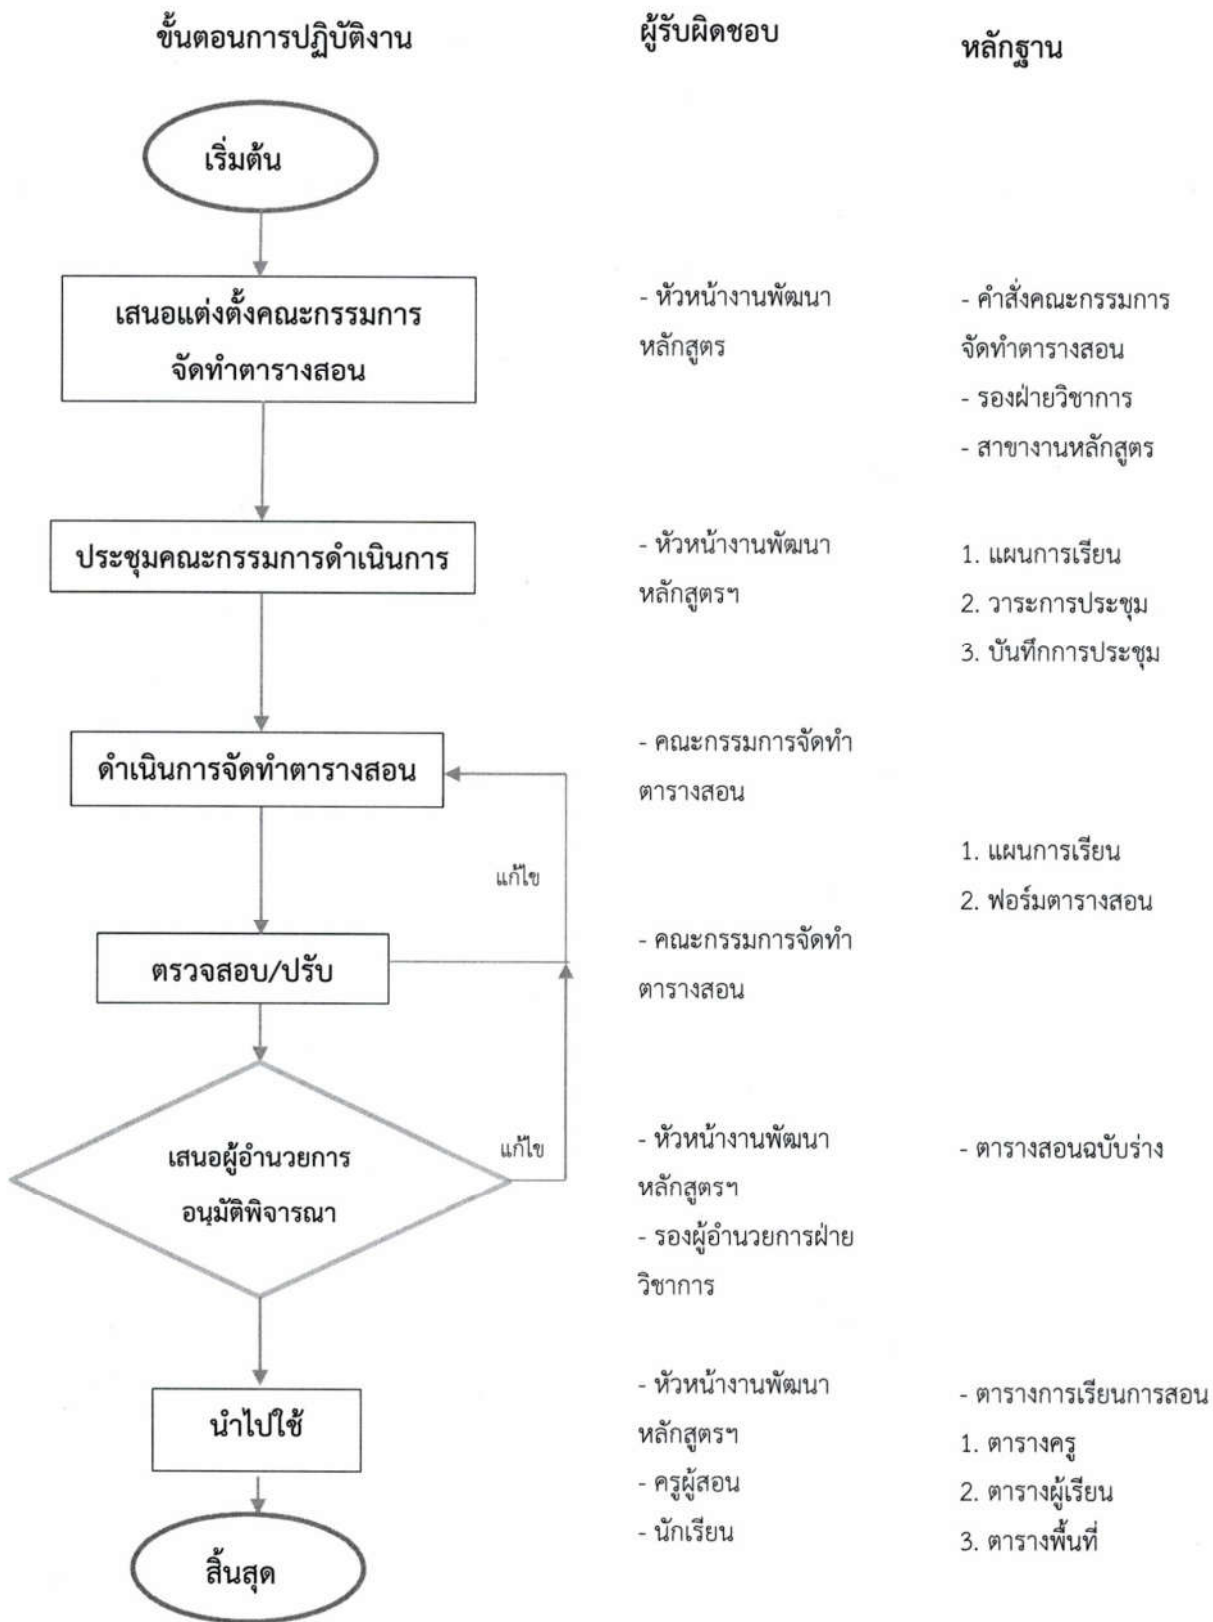 ขั้นตอนการปฏิบัติงาน
ผู้รับผิดชอบ
หลักฐาน
เริ่มต้น
เสนอแต่งตั้งคณะกรรมการ
จัดทำตารางสอน
- หัวหน้างานพัฒนา
หลักสูตร
- คำสั่งคณะกรรมการ
จัดทำตารางสอน
- รองฝ่ายวิชาการ
- สาขางานหลักสูตร
ประชุมคณะกรรมการดำเนินการ
- หัวหน้างานพัฒนา
หลักสูตรฯ
1. แผนการเรียน
2. วาระการประชุม
3. บันทึกการประชุม
ดำเนินการจัดทำตารางสอน
- คณะกรรมการจัดทำ
ตารางสอน
แก้ไข
1. แผนการเรียน
2. ฟอร์มตารางสอน
ตรวจสอบ/ปรับ
- คณะกรรมการจัดทำ
ตารางสอน
เสนอผู้อำนวยการ
อนุมัติพิจารณา
แก้ไข
- หัวหน้างานพัฒนา
หลักสูตรฯ
- รองผู้อำนวยการฝ่าย
วิชาการ
- ตารางสอนฉบับร่าง
นำไปใช้
- หัวหน้างานพัฒนา
หลักสูตรฯ
- ครูผู้สอน
- นักเรียน
- ตารางการเรียนการสอน
1. ตารางครู
2. ตารางผู้เรียน
3. ตารางพื้นที่
สิ้นสุด